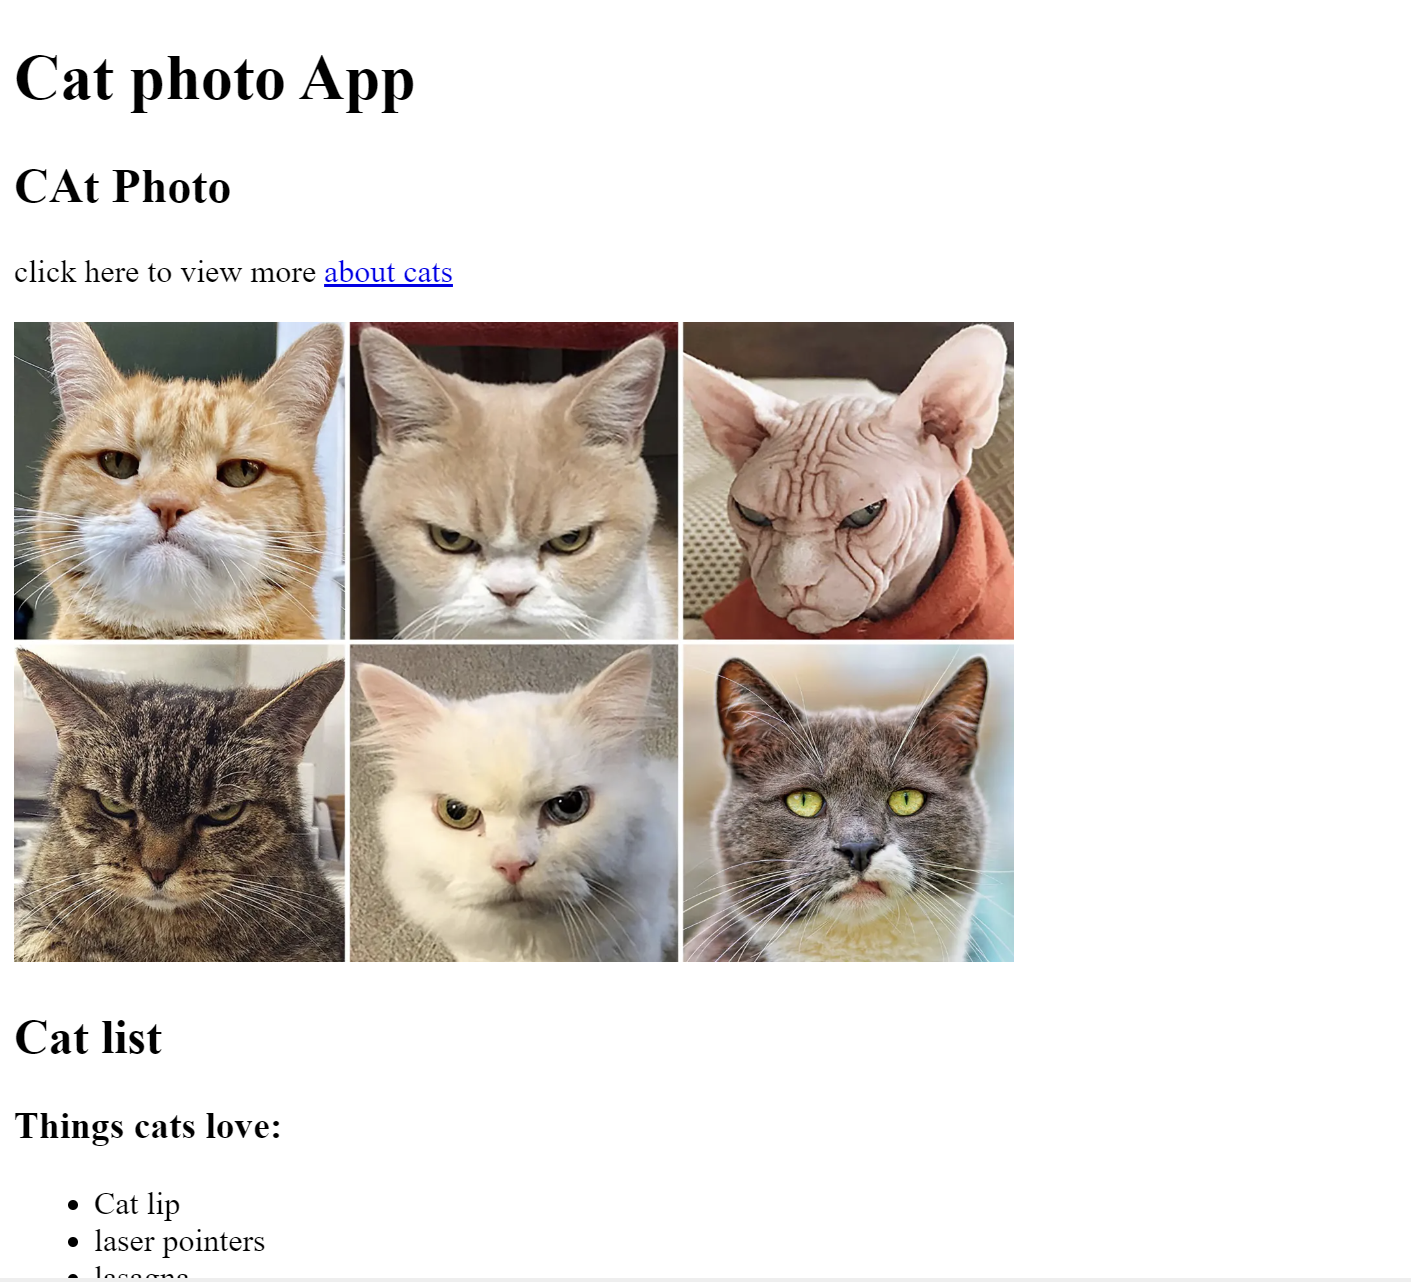 Cat photo App
CAt Photo
click here to view more about cats
Cat list
Things cats love:
Cat lip
laser pointers
lasagna